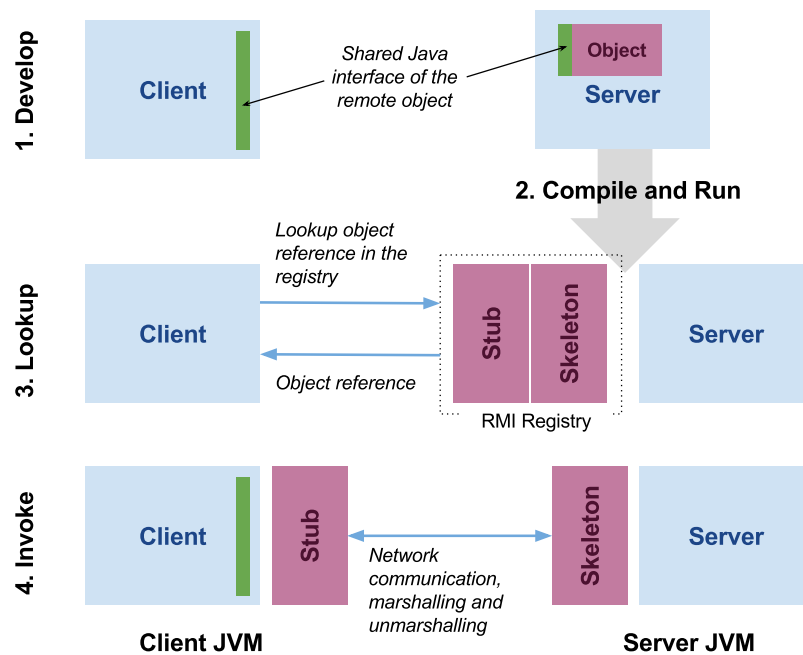 1. Develop
Client
Shared Java
interface of the
remote object
Object
Server
2. Compile and Run
3. Lookup
Client
Lookup object
reference in the
registry
Object reference
Stub
Skeleton
RMI Registry
Server
4. Invoke
Client
Stub
Network
communication,
marshalling and
unmarshalling
Skeleton
Server
Client JVM
Server JVM